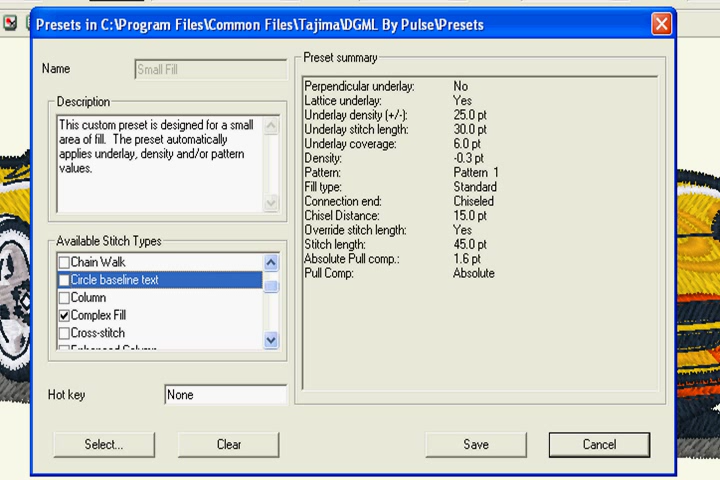 Presets in C:\Program Files\Common Files\Tajima\DGML By Pulse\Presets
Name
Small Fill
Description
This custom preset is designed for a small
area of fill. The preset automatically
applies underlay, density and/or pattern
values.
Available Stitch Types
Chain Walk
Circle baseline text
Column
Complex Fill
Cross-stitch
Enhanced Column
Hot key
None
Preset summary
Perpendicular underlay: No
Lattice underlay: Yes
Underlay density (+/-): 25.0 pt
Underlay stitch length: 30.0 pt
Underlay coverage: 6.0 pt
Density: -0.3 pt
Pattern: Pattern 1
Fill type: Standard
Connection end: Chiseled
Chisel Distance: 15.0 pt
Override stitch length: Yes
Stitch length: 45.0 pt
Absolute Pull comp.: 1.6 pt
Pull Comp: Absolute
Select...
Clear
Save
Cancel